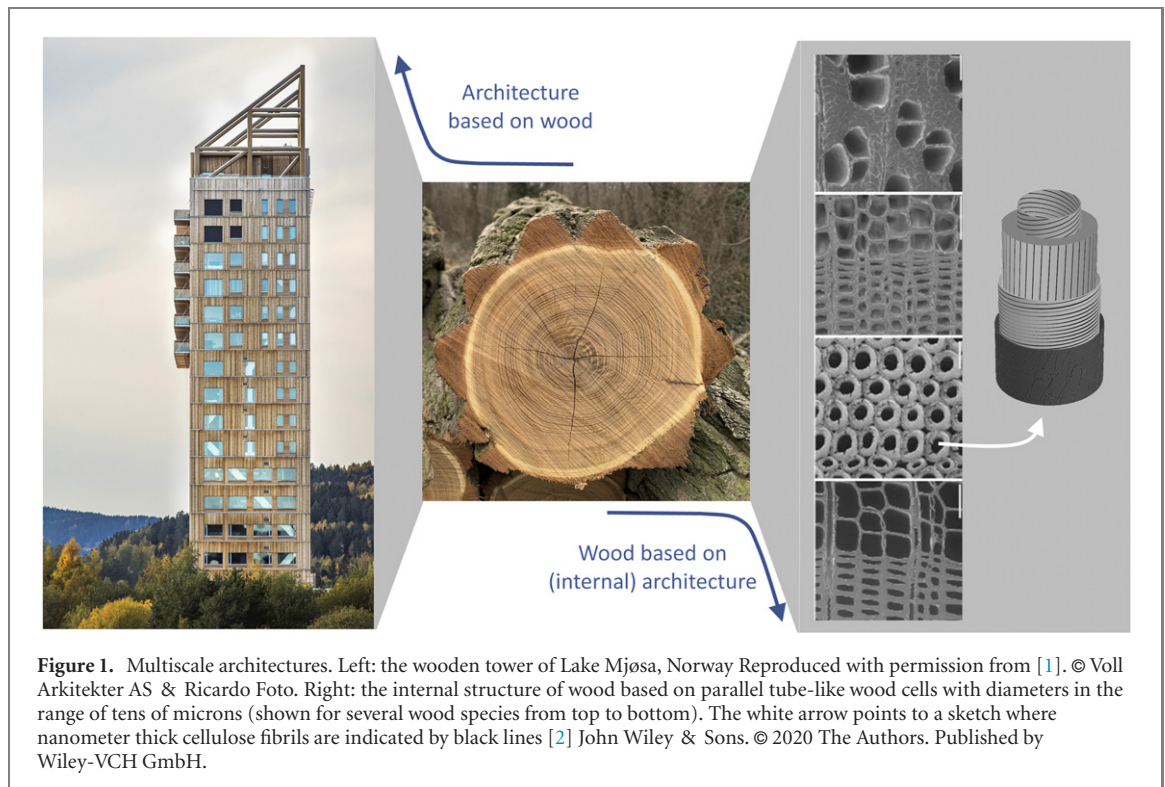 Architecture
based on wood
Wood based on
(internal) architecture
Figure 1. Multiscale architectures. Left: the wooden tower of Lake Mjøsa, Norway Reproduced with permission from [1]. © Voll
Arkitekter AS & Ricardo Foto. Right: the internal structure of wood based on parallel tube-like wood cells with diameters in the
range of tens of microns (shown for several wood species from top to bottom). The white arrow points to a sketch where
nanometer thick cellulose fibrils are indicated by black lines [2] John Wiley & Sons. © 2020 The Authors. Published by
Wiley-VCH GmbH.